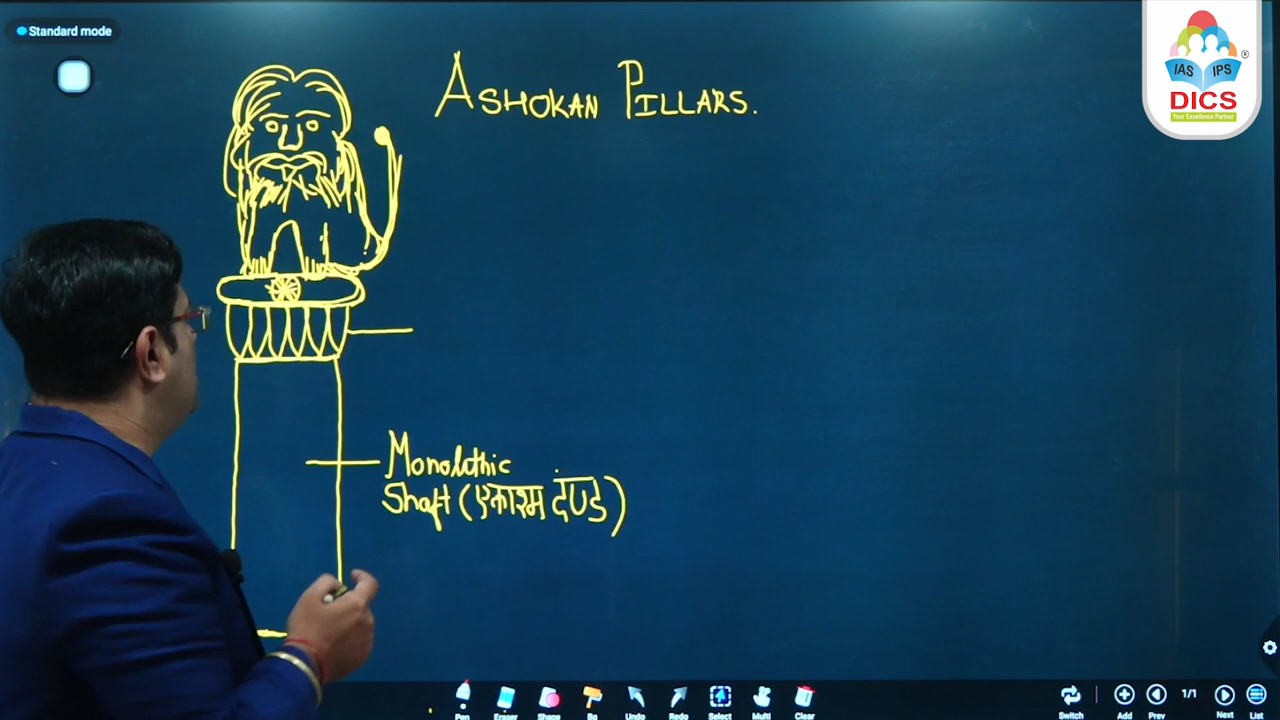 Standard mode
ASHOKAN PILLARS.
IAS IPS
®
DICS
Your Excellence Partner
Monolithic
Shaft (एकाश्म दंण्ड)
Pen
Eraser
Shape
Bg
Undo
Redo
Select
Multi
Clear
Switch
Add
Prev
1/1
Next
List